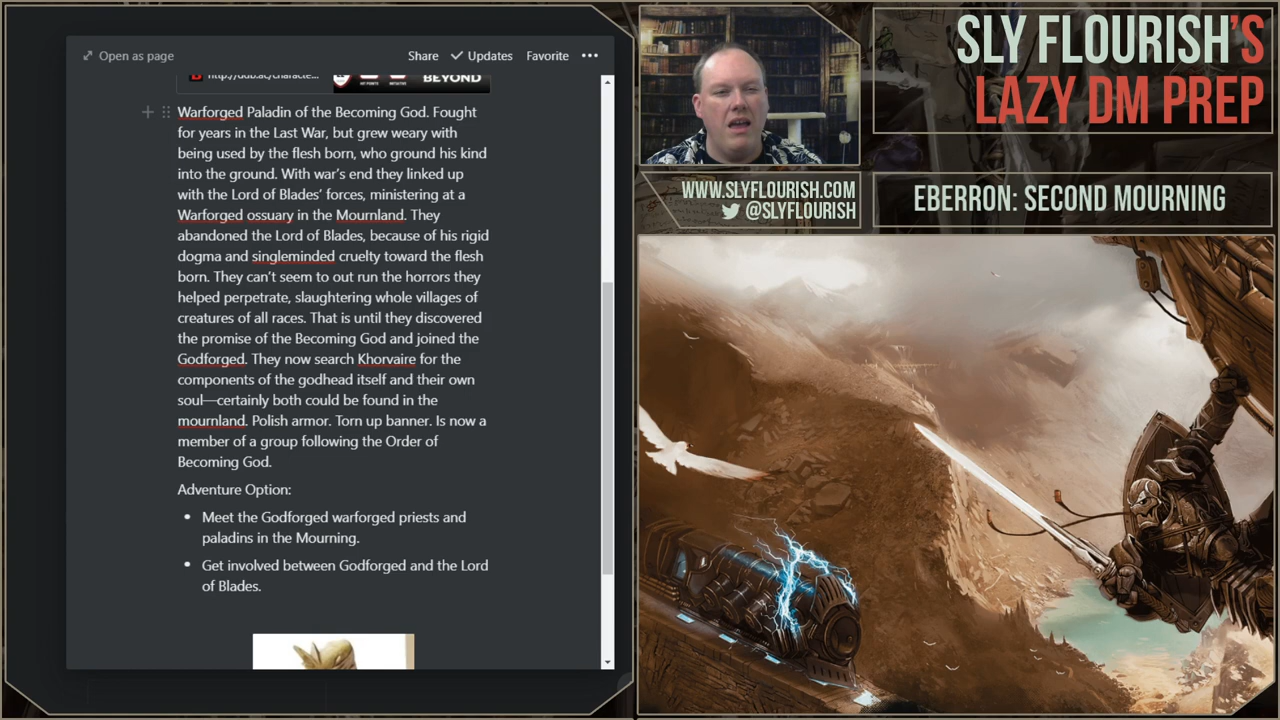 Open as page
Share
Updates
Favorite
http://ddb.ac/characte...
BEYOND
Warforged Paladin of the Becoming God. Fought
for years in the Last War, but grew weary with
being used by the flesh born, who ground his kind
into the ground. With war's end they linked up
with the Lord of Blades' forces, ministering at a
Warforged ossuary in the Mournland. They
abandoned the Lord of Blades, because of his rigid
dogma and singleminded cruelty toward the flesh
born. They can't seem to out run the horrors they
helped perpetrate, slaughtering whole villages of
creatures of all races. That is until they discovered
the promise of the Becoming God and joined the
Godforged. They now search Khorvaire for the
components of the godhead itself and their own
soul—certainly both could be found in the
mournland. Polish armor. Torn up banner. Is now a
member of a group following the Order of
Becoming God.
Adventure Option:
• Meet the Godforged warforged priests and
paladins in the Mourning.
• Get involved between Godforged and the Lord
of Blades.
SLY FLOURISH'S
LAZY DM PREP
WWW.SLYFLOURISH.COM
@SLYFLOURISH
EBERRON: SECOND MOURNING